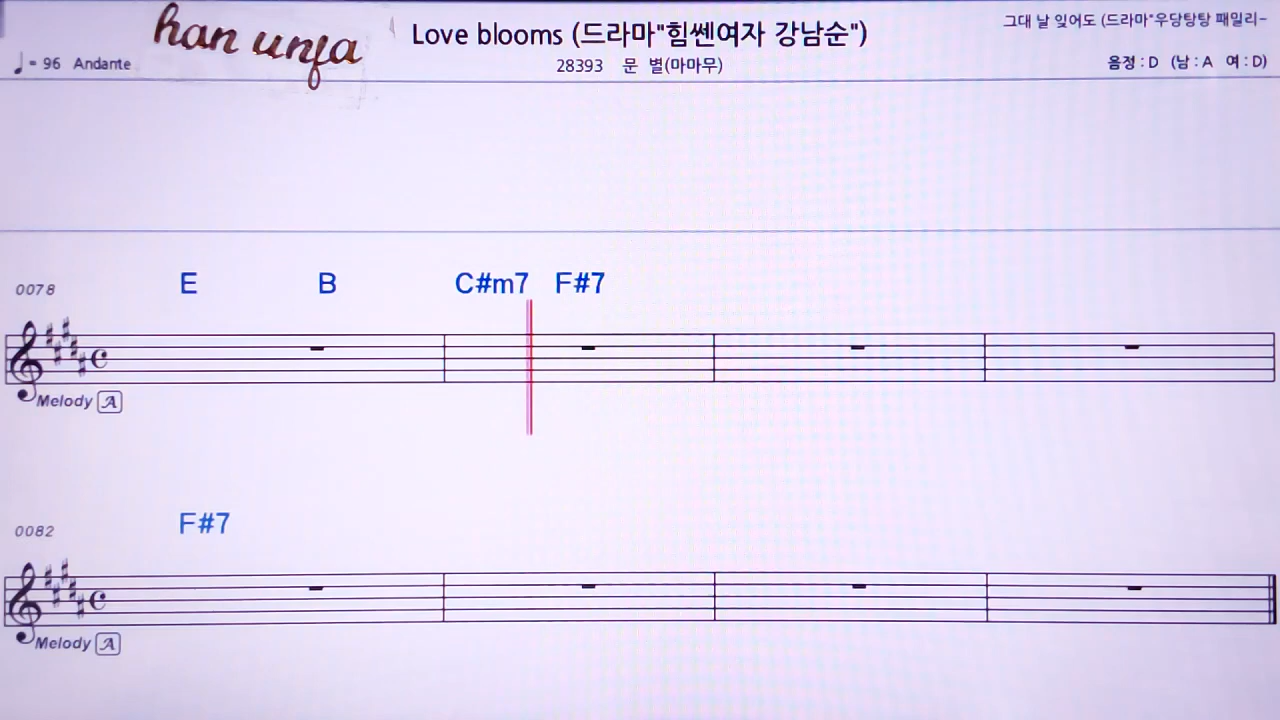 han unfa
Love blooms (드라마"힘쎈여자 강남순")
그대 날 잊어도 (드라마"우당탕탕 패밀리-
♩= 96 Andante
28393 문 별(마마무)
음정 : D (남 : A 여 : D)
E B C#m7 F#7
0078
Melody A
F#7
0082
Melody A